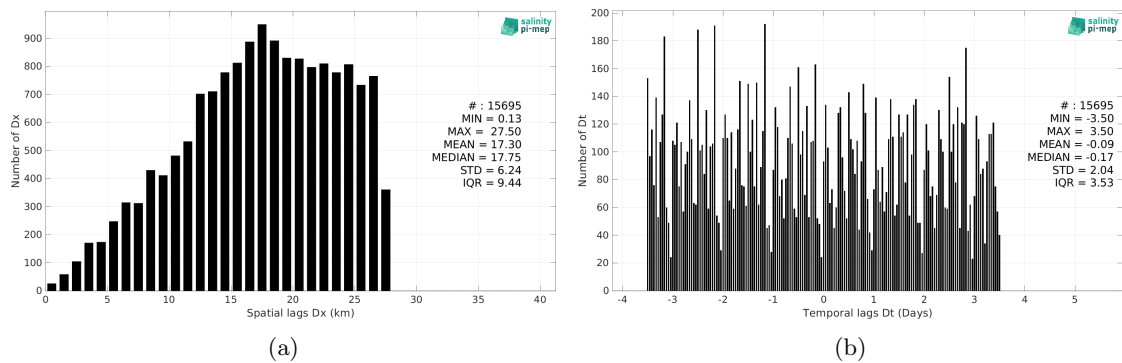 salinity
pi-mep
Number of Dx
900
800
700
600
500
400
300
200
100
0
# : 15695
MIN = 0.13
MAX = 27.50
MEAN = 17.30
MEDIAN = 17.75
STD = 6.24
IQR = 9.44
0 5 10 15 20 25 30 35 40
Spatial lags Dx (km)
(a)
salinity
pi-mep
Number of Dt
200
180
160
140
120
100
80
60
40
20
0
# : 15695
MIN = -3.50
MAX = 3.50
MEAN = -0.09
MEDIAN = -0.17
STD = 2.04
IQR = 3.53
-4 -3 -2 -1 0 1 2 3 4 5
Temporal lags Dt (Days)
(b)